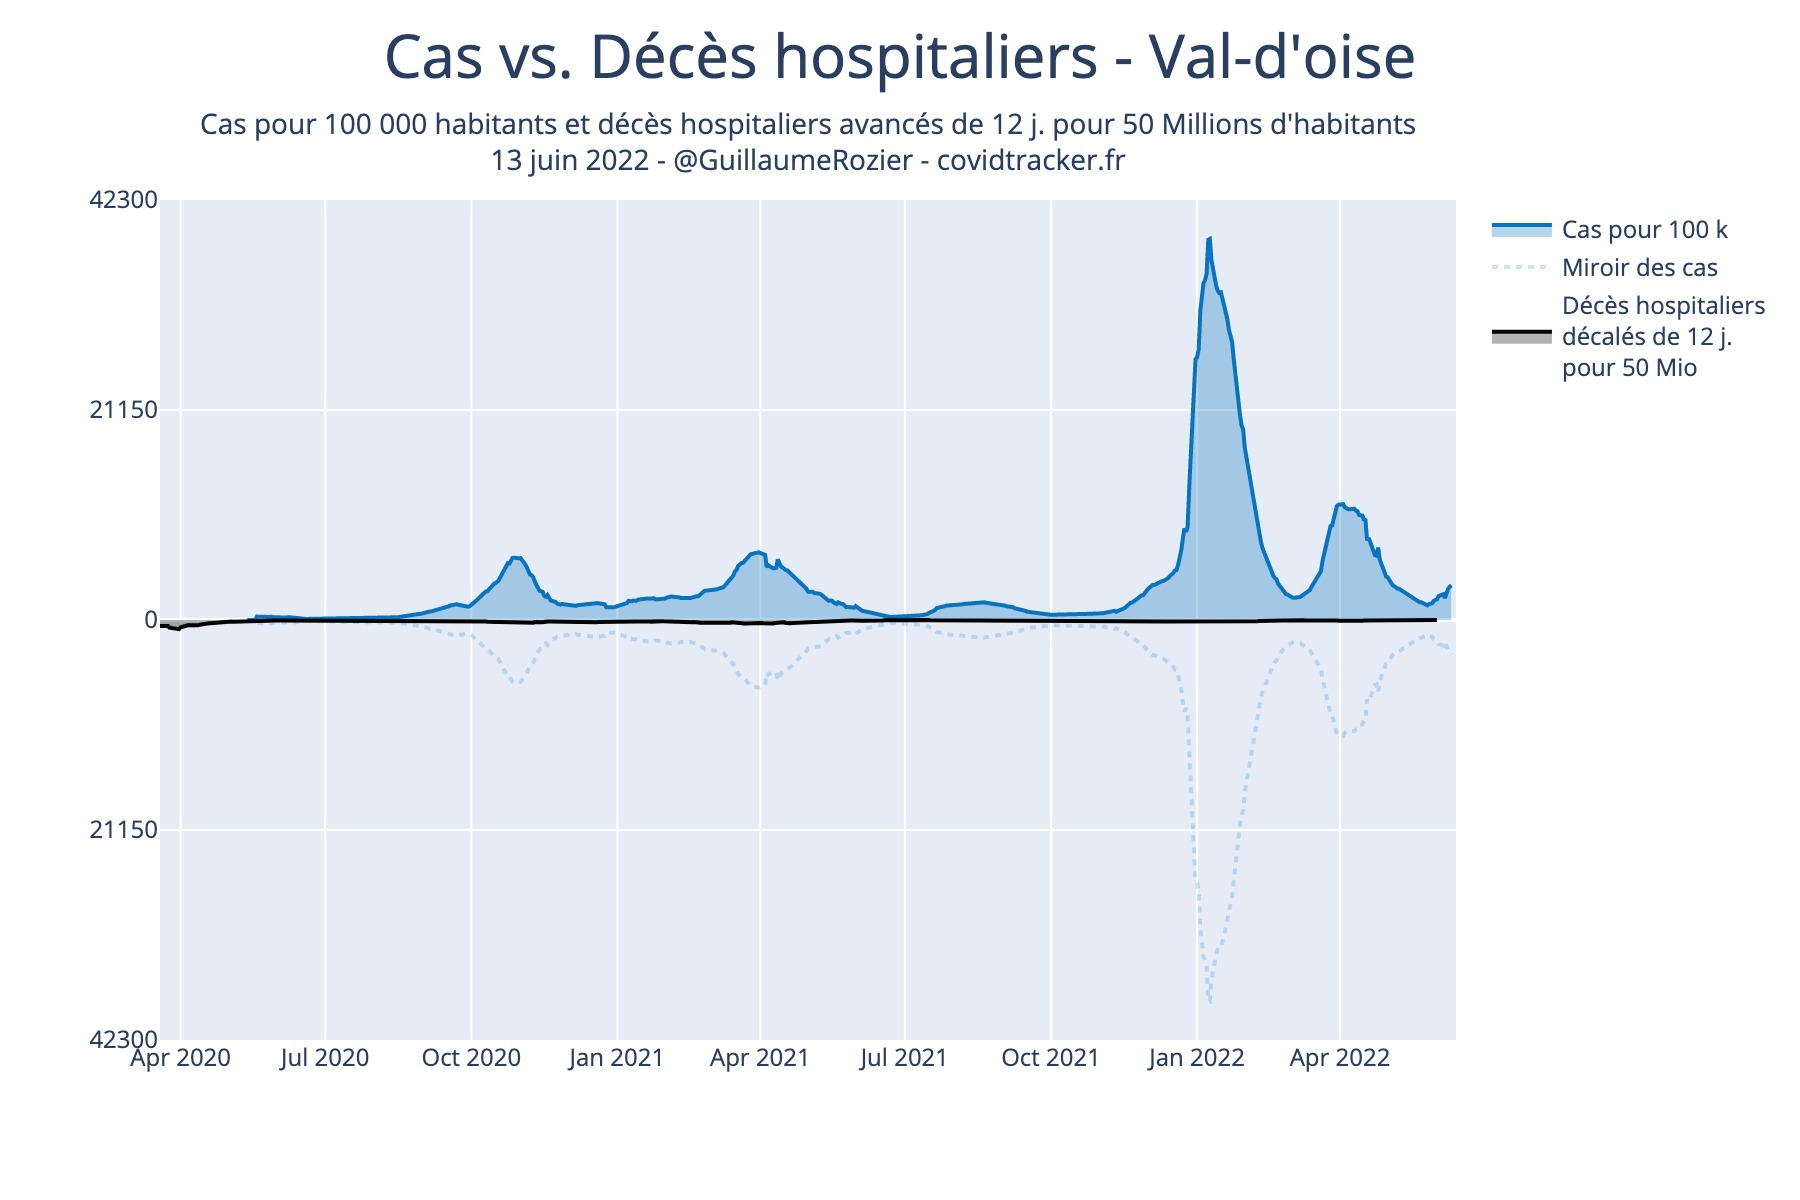 Cas vs. Décès hospitaliers - Val-d'oise
Cas pour 100 000 habitants et décès hospitaliers avancés de 12 j. pour 50 Millions d'habitants
13 juin 2022 - @GuillaumeRozier - covidtracker.fr
42300
21150
0
21150
42300
Apr 2020 Jul 2020 Oct 2020 Jan 2021 Apr 2021 Jul 2021 Oct 2021 Jan 2022 Apr 2022
Cas pour 100 k
Miroir des cas
Décès hospitaliers
décalés de 12 j.
pour 50 Mio